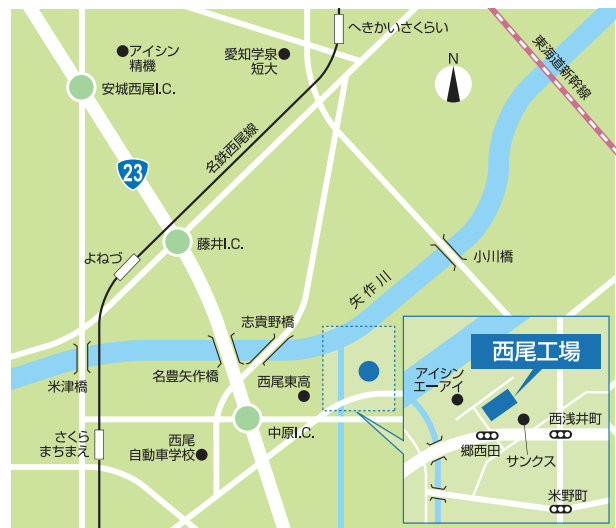 へきかいさくらい
アイシン
精機
愛知学泉
短大
N
東海道新幹線
安城西尾I.C.
名鉄西尾線
23
藤井I.C.
よねづ
小川橋
矢作川
志貴野橋
米津橋
名豊矢作橋
西尾東高
中原I.C.
さくら
まちまえ
西尾
自動車学校
西尾工場
アイシン
エーアイ
西浅井町
郷西田
サンクス
米野町